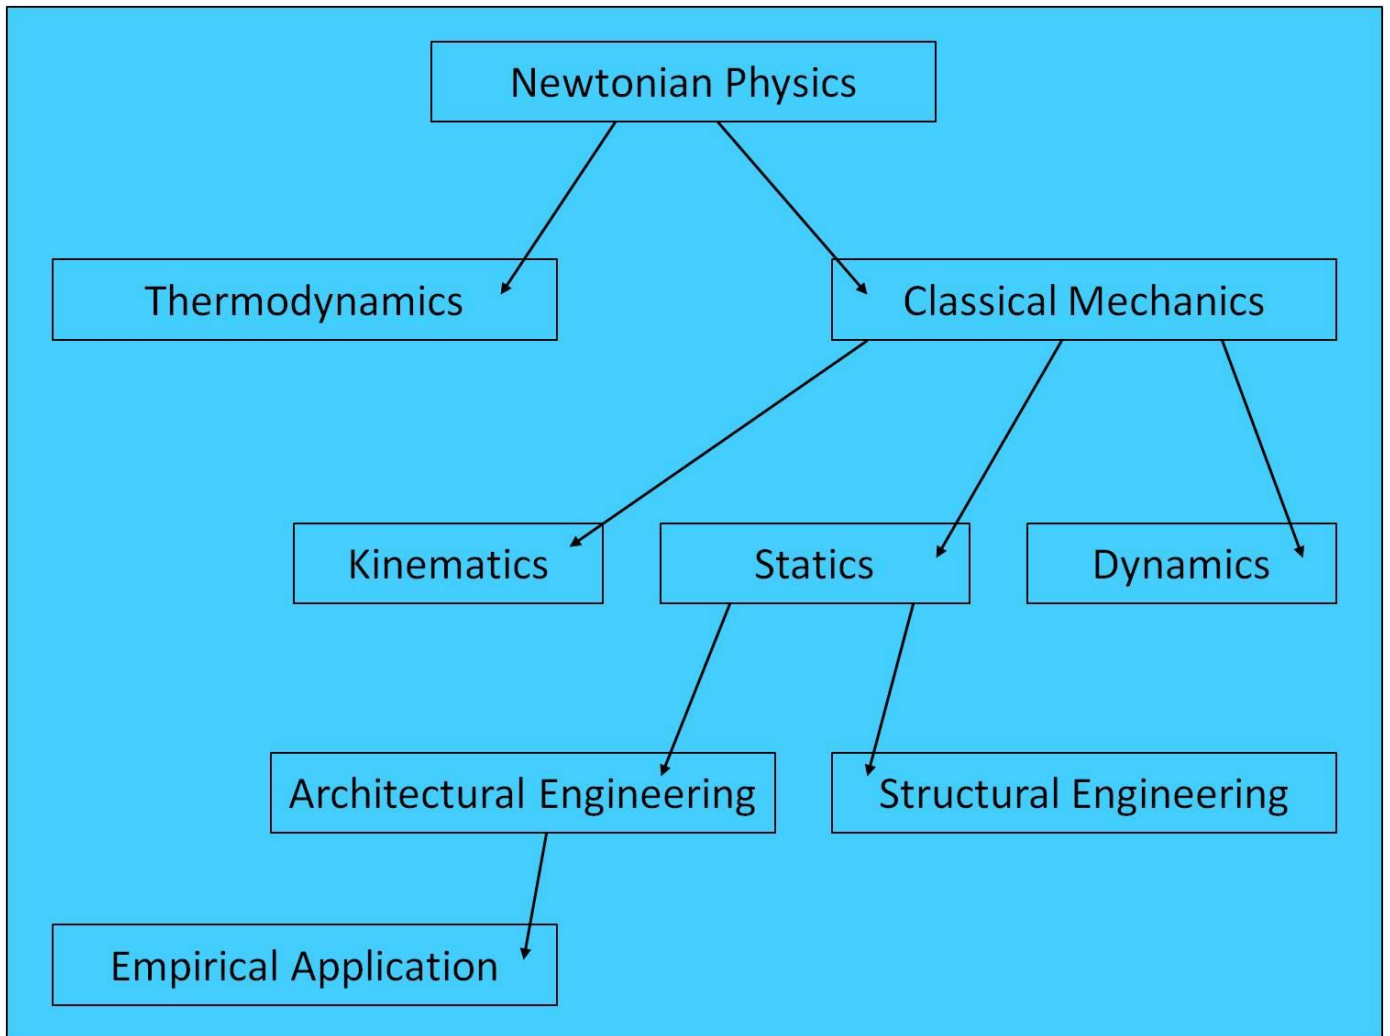 Newtonian Physics
Thermodynamics
Classical Mechanics
Kinematics
Statics
Dynamics
Architectural Engineering
Structural Engineering
Empirical Application